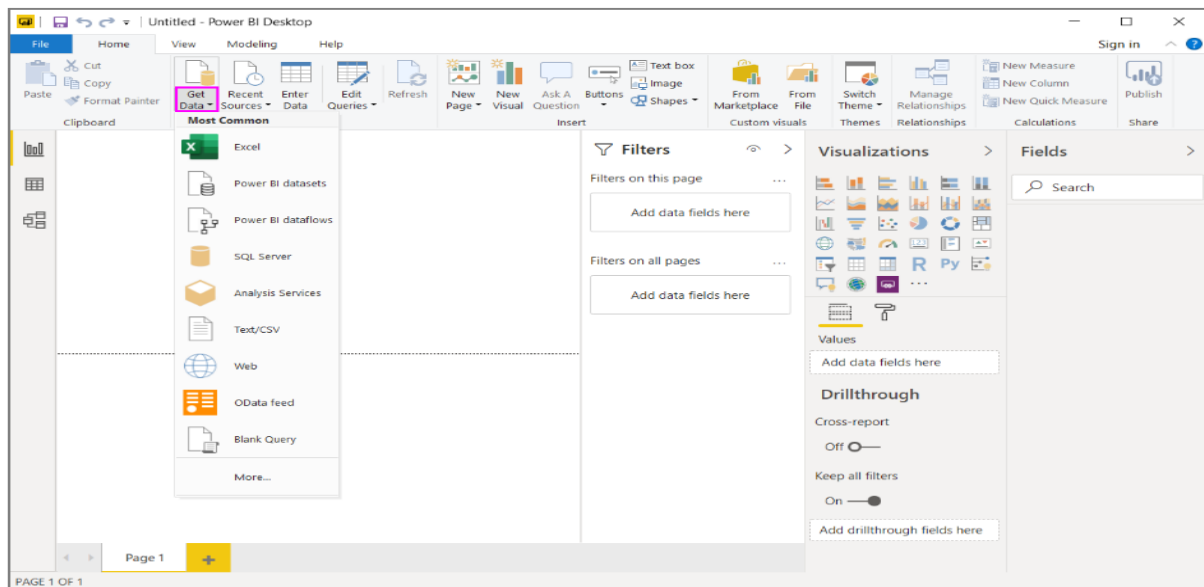 Untitled - Power BI Desktop
File Home View Modeling Help Sign in
Paste
Cut
Copy
Format Painter
Clipboard
Get Data
Recent Sources
Enter Data
Edit Queries
Refresh
New Page
New Visual
Ask A Question
Buttons
Text box
Image
Shapes
Insert
From Marketplace
From File
Custom visuals
Switch Theme
Themes
Manage Relationships
Relationships
New Measure
New Column
New Quick Measure
Calculations
Publish
Share
Most Common
Excel
Power BI datasets
Power BI dataflows
SQL Server
Analysis Services
Text/CSV
Web
OData feed
Blank Query
More...
Filters
Filters on this page ...
Add data fields here
Filters on all pages ...
Add data fields here
Visualizations
R Py
...
Values
Add data fields here
Drillthrough
Cross-report
Off
Keep all filters
On
Add drillthrough fields here
Fields
Search
Page 1
PAGE 1 OF 1